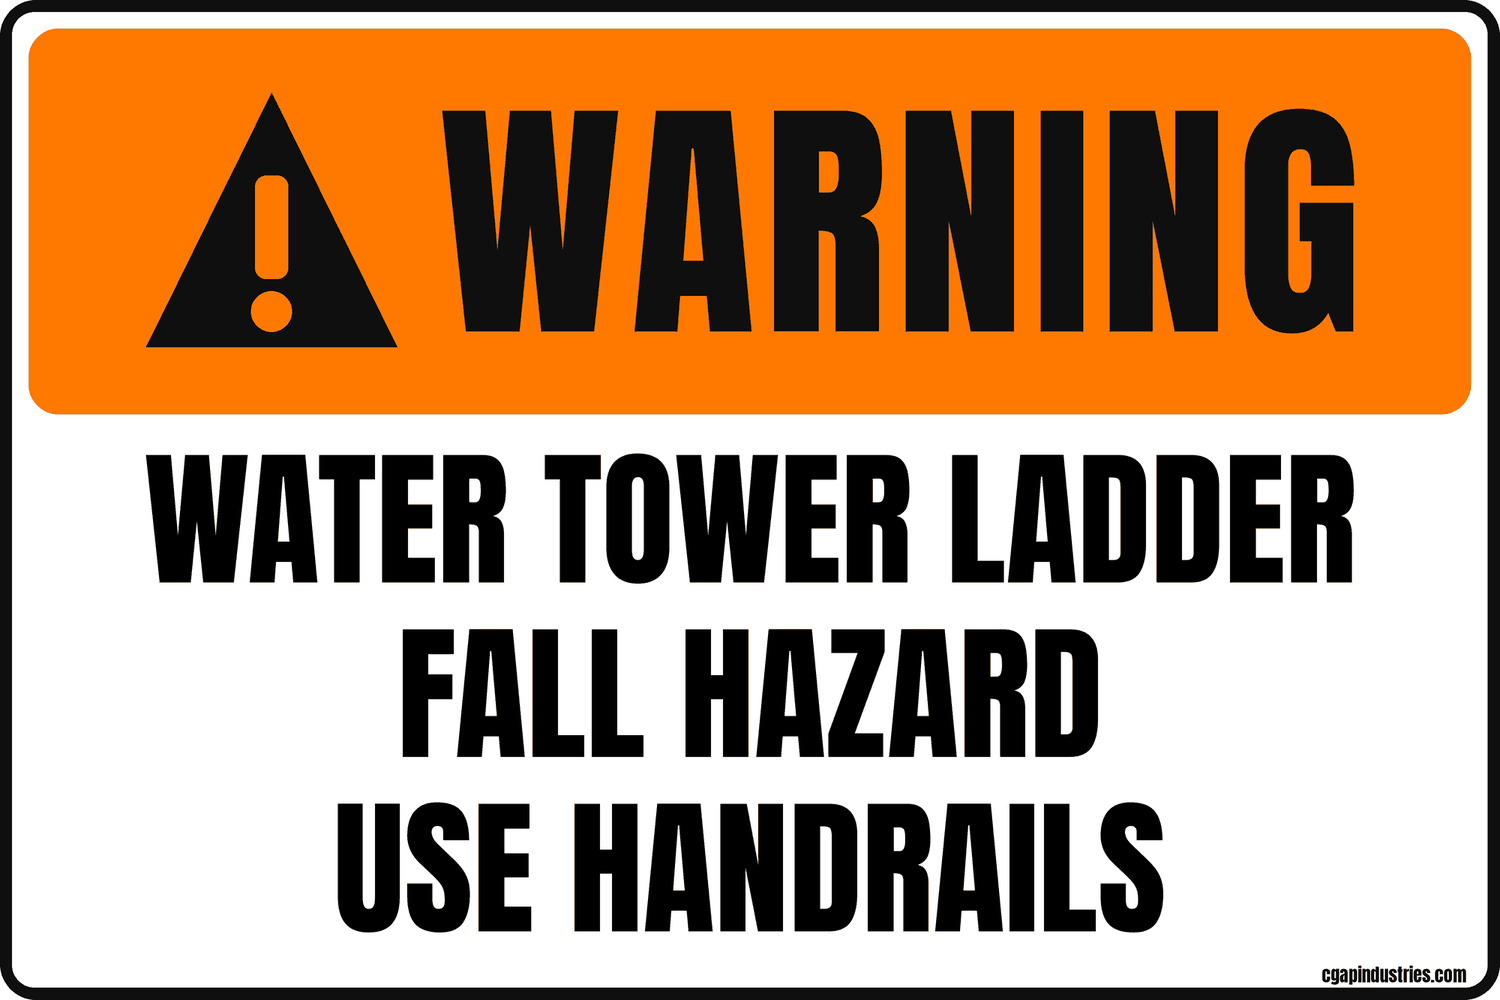 WARNING
WATER TOWER LADDER
FALL HAZARD
USE HANDRAILS
cgapindustries.com